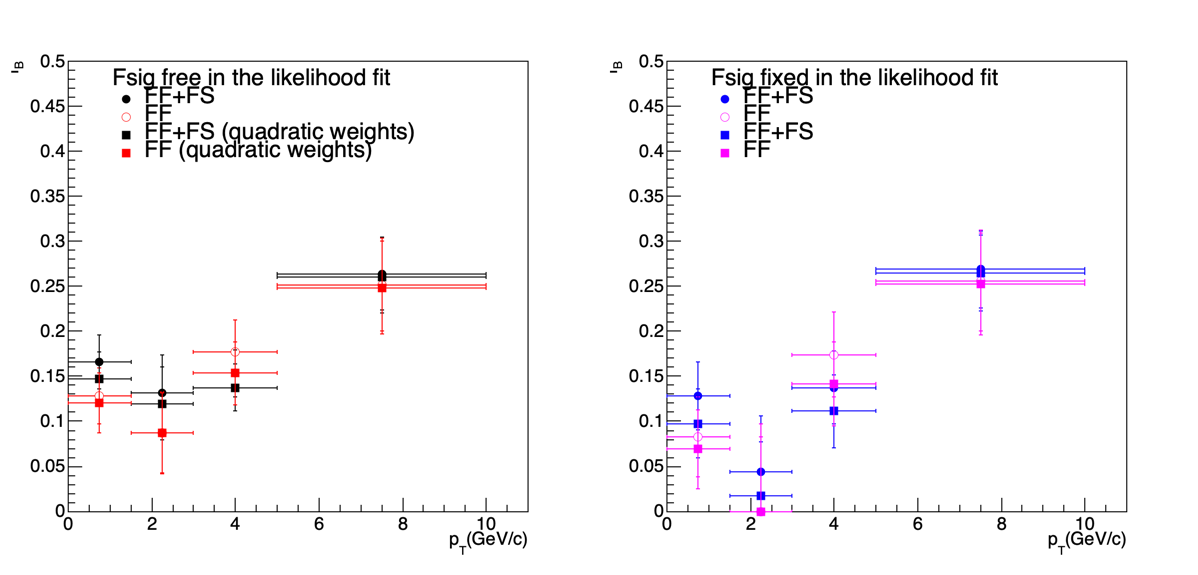 Fsig free in the likelihood fit
FF+FS
FF
FF+FS (quadratic weights)
FF (quadratic weights)
0.5
0.45
0.4
0.35
0.3
0.25
0.2
0.15
0.1
0.05
0
0 2 4 6 8 10
pT(GeV/c)
Fsig fixed in the likelihood fit
FF+FS
FF
FF+FS
FF
0.5
0.45
0.4
0.35
0.3
0.25
0.2
0.15
0.1
0.05
0
0 2 4 6 8 10
pT(GeV/c)